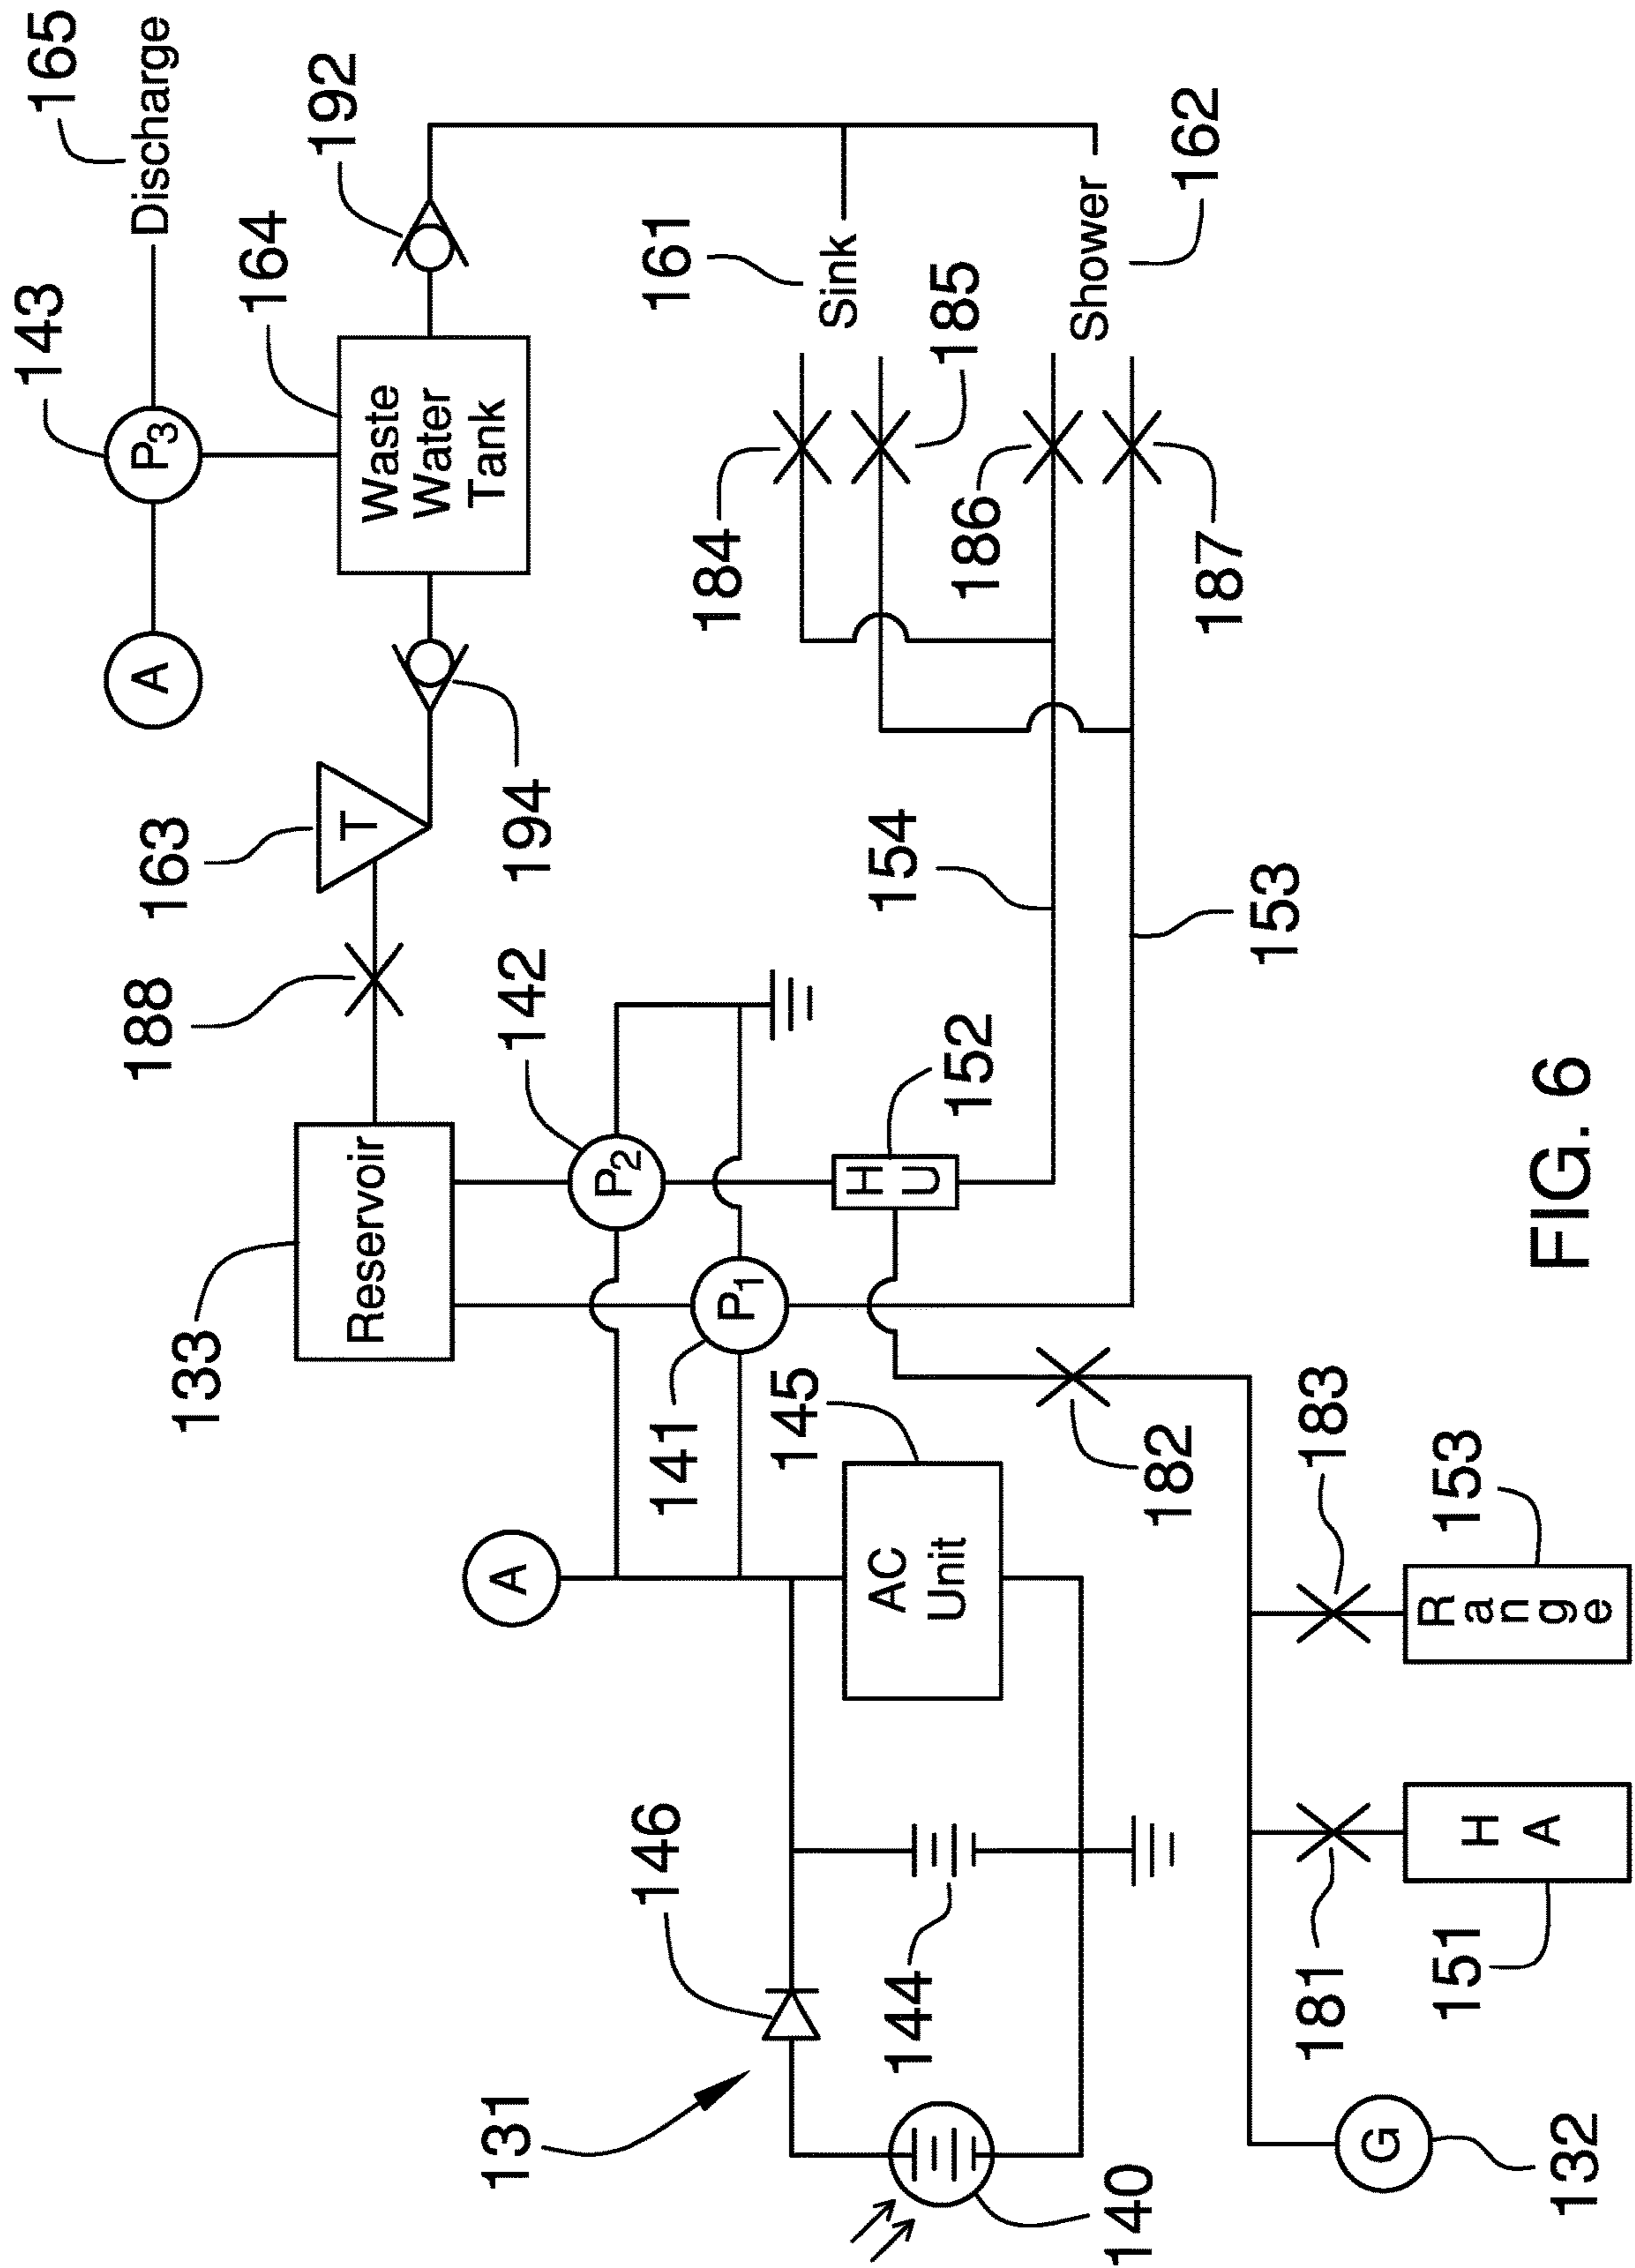 131
146
140
144
A
AC
Unit
145
141
P1
133
Reservoir
142
P2
188
163
T
194
A
143
P3
165
Discharge
164
Waste
Water
Tank
192
161
Sink
184
185
186
187
Shower
162
154
153
152
H
U
182
132
G
181
151
H
A
183
153
R
a
n
g
e
FIG. 6